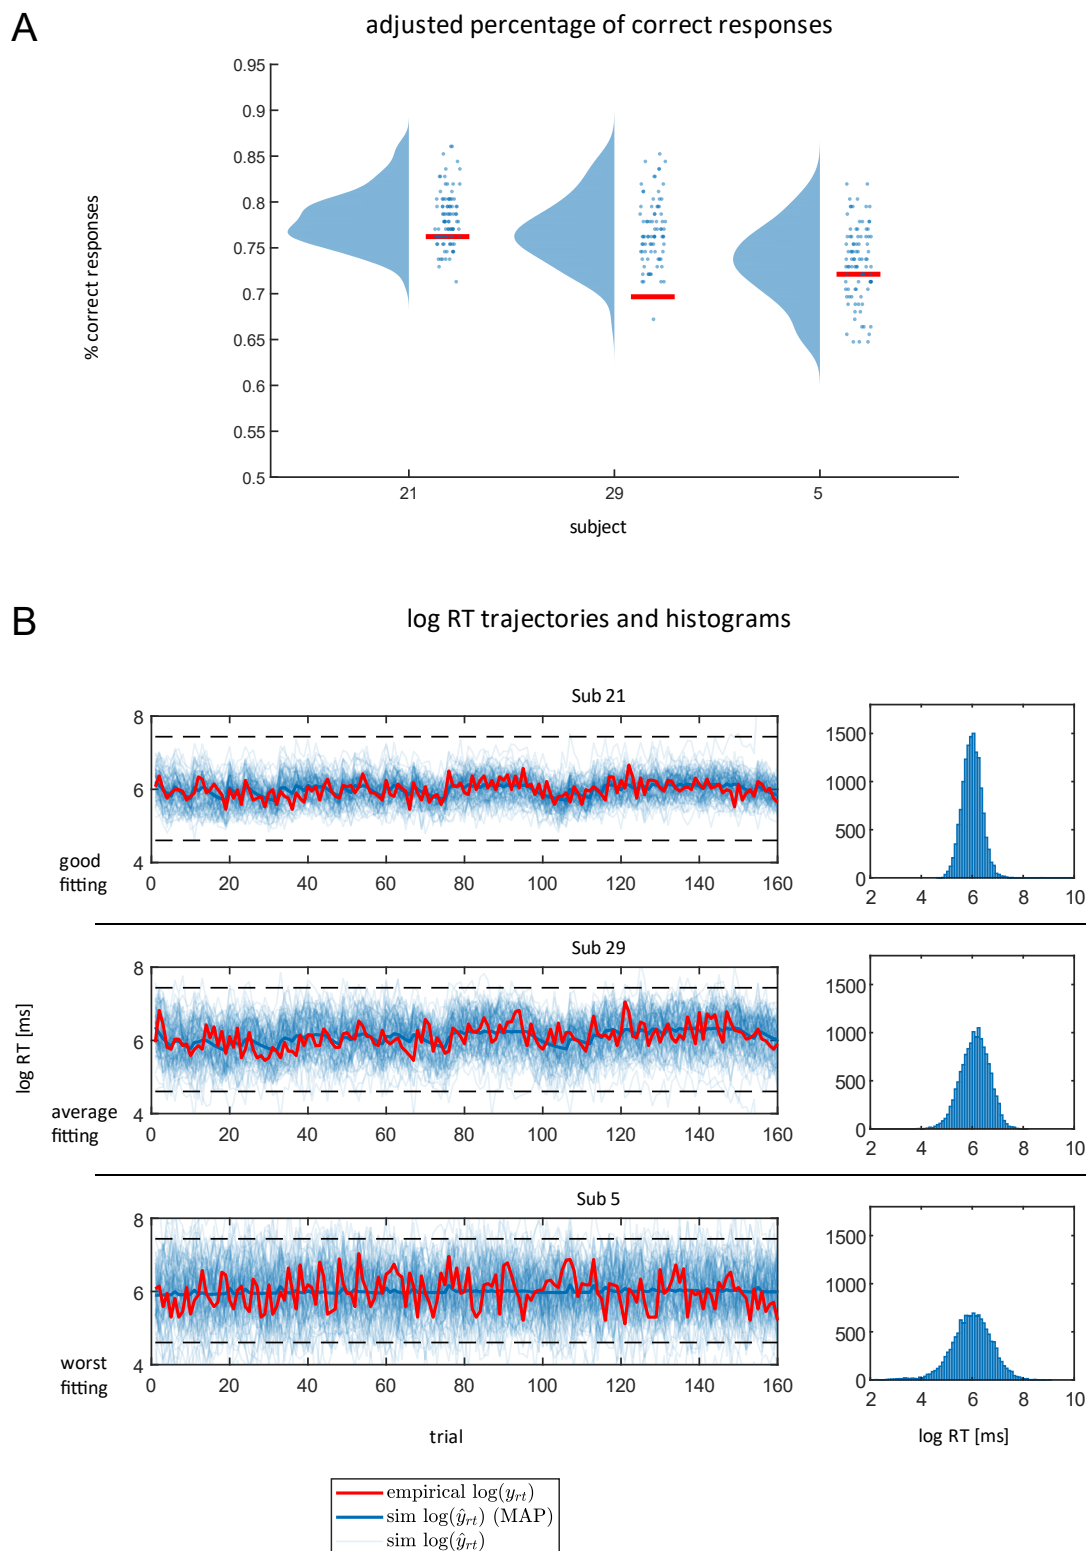 A
adjusted percentage of correct responses
0.95
0.9
0.85
0.8
0.75
0.7
0.65
0.6
0.55
0.5
% correct responses
21
29
5
subject
B
log RT trajectories and histograms
Sub 21
8
6
4
0 20 40 60 80 100 120 140 160
good
fitting
1500
1000
500
0
2 4 6 8 10
Sub 29
8
6
4
0 20 40 60 80 100 120 140 160
log RT [ms]
average
fitting
1500
1000
500
0
2 4 6 8 10
Sub 5
8
6
4
0 20 40 60 80 100 120 140 160
worst
fitting
1500
1000
500
0
2 4 6 8 10
trial
log RT [ms]
empirical log(y_rt)
sim log(ŷ_rt) (MAP)
sim log(ŷ_rt)